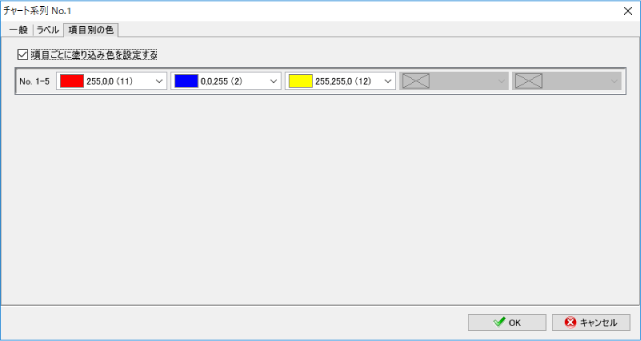 チャート系列 No.1
一般 ラベル 項目別の色
項目ごとに塗り込み色を設定する
No. 1-5 255,0,0 (11) 0,0,255 (2) 255,255,0 (12)
OK キャンセル